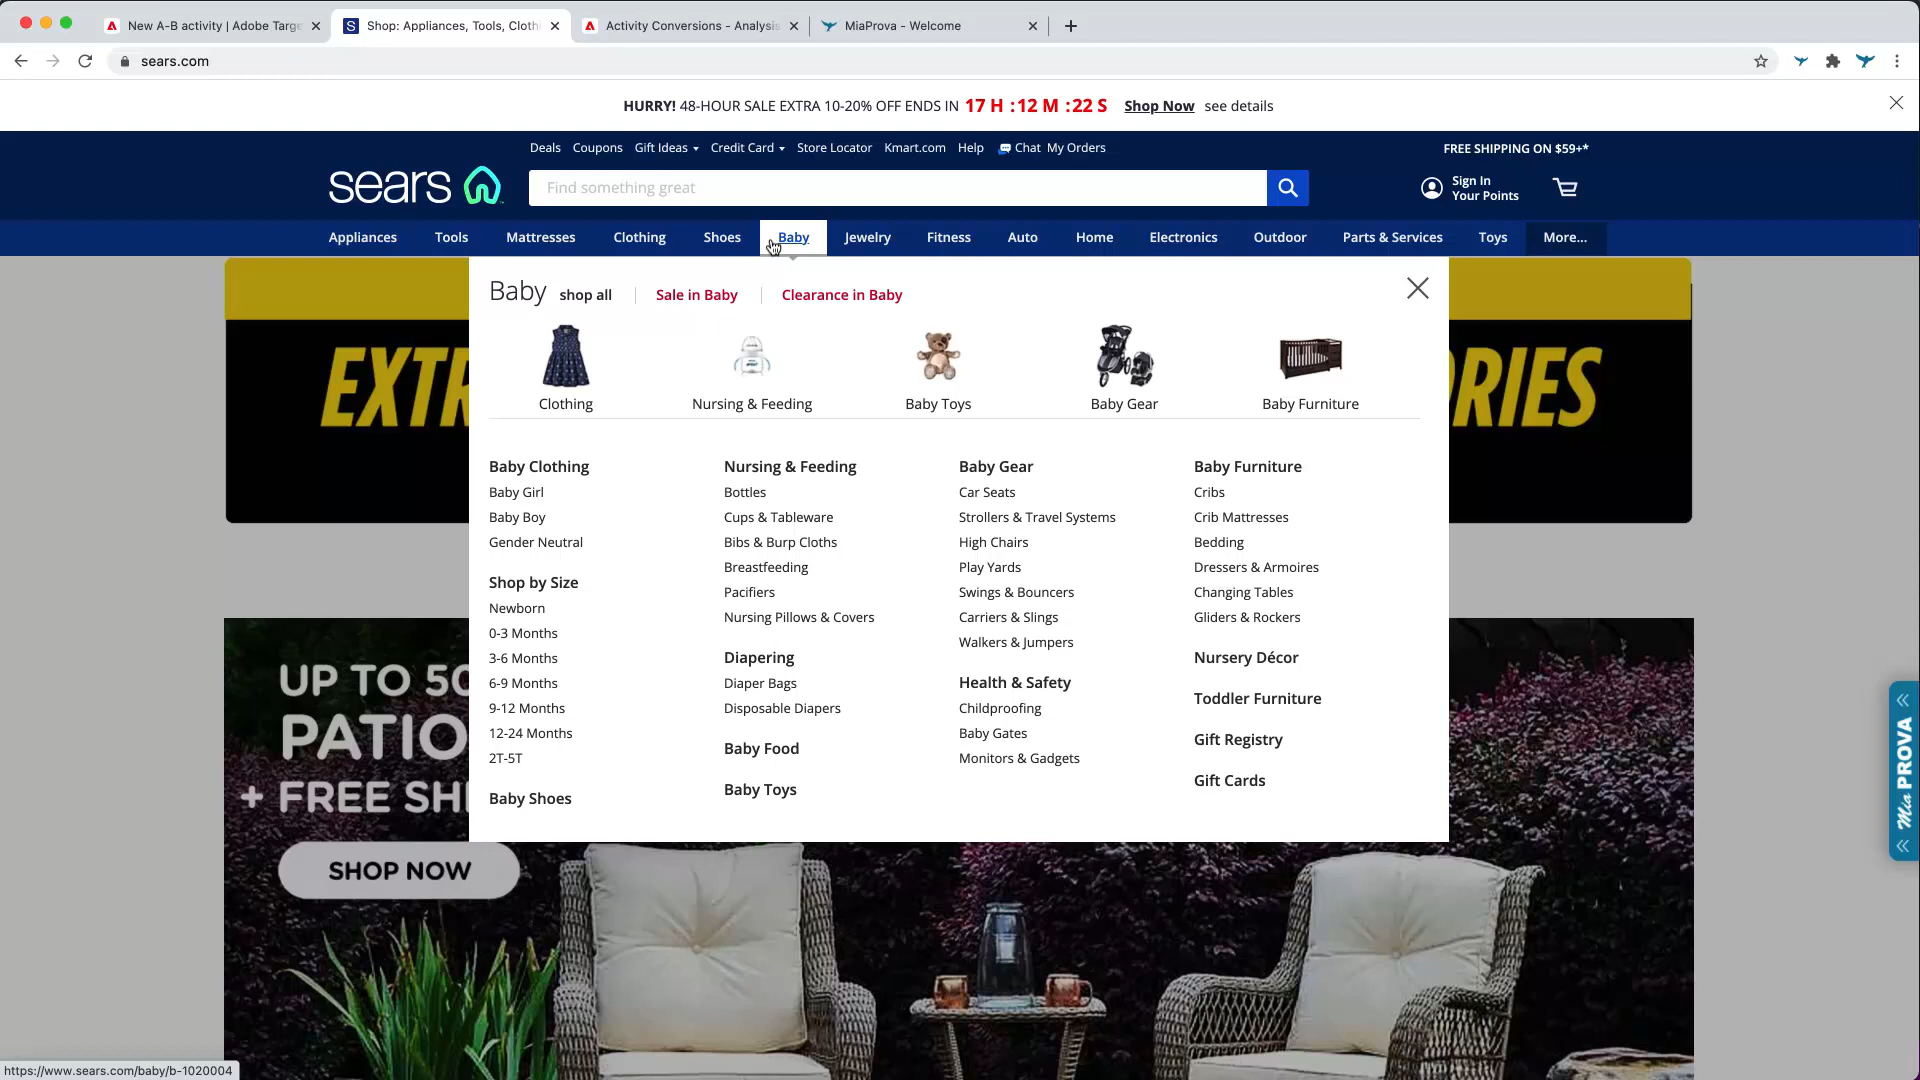 New A-B activity | Adobe Targe
Shop: Appliances, Tools, Clothi
Activity Conversions - Analysis
MiaProva - Welcome
sears.com
HURRY! 48-HOUR SALE EXTRA 10-20% OFF ENDS IN 17 H : 12 M : 22 S Shop Now see details
Deals Coupons Gift Ideas Credit Card Store Locator Kmart.com Help Chat My Orders
FREE SHIPPING ON $59+*
sears
Find something great
Sign In
Your Points
Appliances Tools Mattresses Clothing Shoes Baby Jewelry Fitness Auto Home Electronics Outdoor Parts & Services Toys More...
Baby shop all Sale in Baby Clearance in Baby
Clothing Nursing & Feeding Baby Toys Baby Gear Baby Furniture
Baby Clothing
Baby Girl
Baby Boy
Gender Neutral
Shop by Size
Newborn
0-3 Months
3-6 Months
6-9 Months
9-12 Months
12-24 Months
2T-5T
Baby Shoes
Nursing & Feeding
Bottles
Cups & Tableware
Bibs & Burp Cloths
Breastfeeding
Pacifiers
Nursing Pillows & Covers
Diapering
Diaper Bags
Disposable Diapers
Baby Food
Baby Toys
Baby Gear
Car Seats
Strollers & Travel Systems
High Chairs
Play Yards
Swings & Bouncers
Carriers & Slings
Walkers & Jumpers
Health & Safety
Childproofing
Baby Gates
Monitors & Gadgets
Baby Furniture
Cribs
Crib Mattresses
Bedding
Dressers & Armoires
Changing Tables
Gliders & Rockers
Nursery Décor
Toddler Furniture
Gift Registry
Gift Cards
EXTR
RIES
UP TO 50
PATIO
+ FREE SHI
SHOP NOW
Mia PROVA
https://www.sears.com/baby/b-1020004